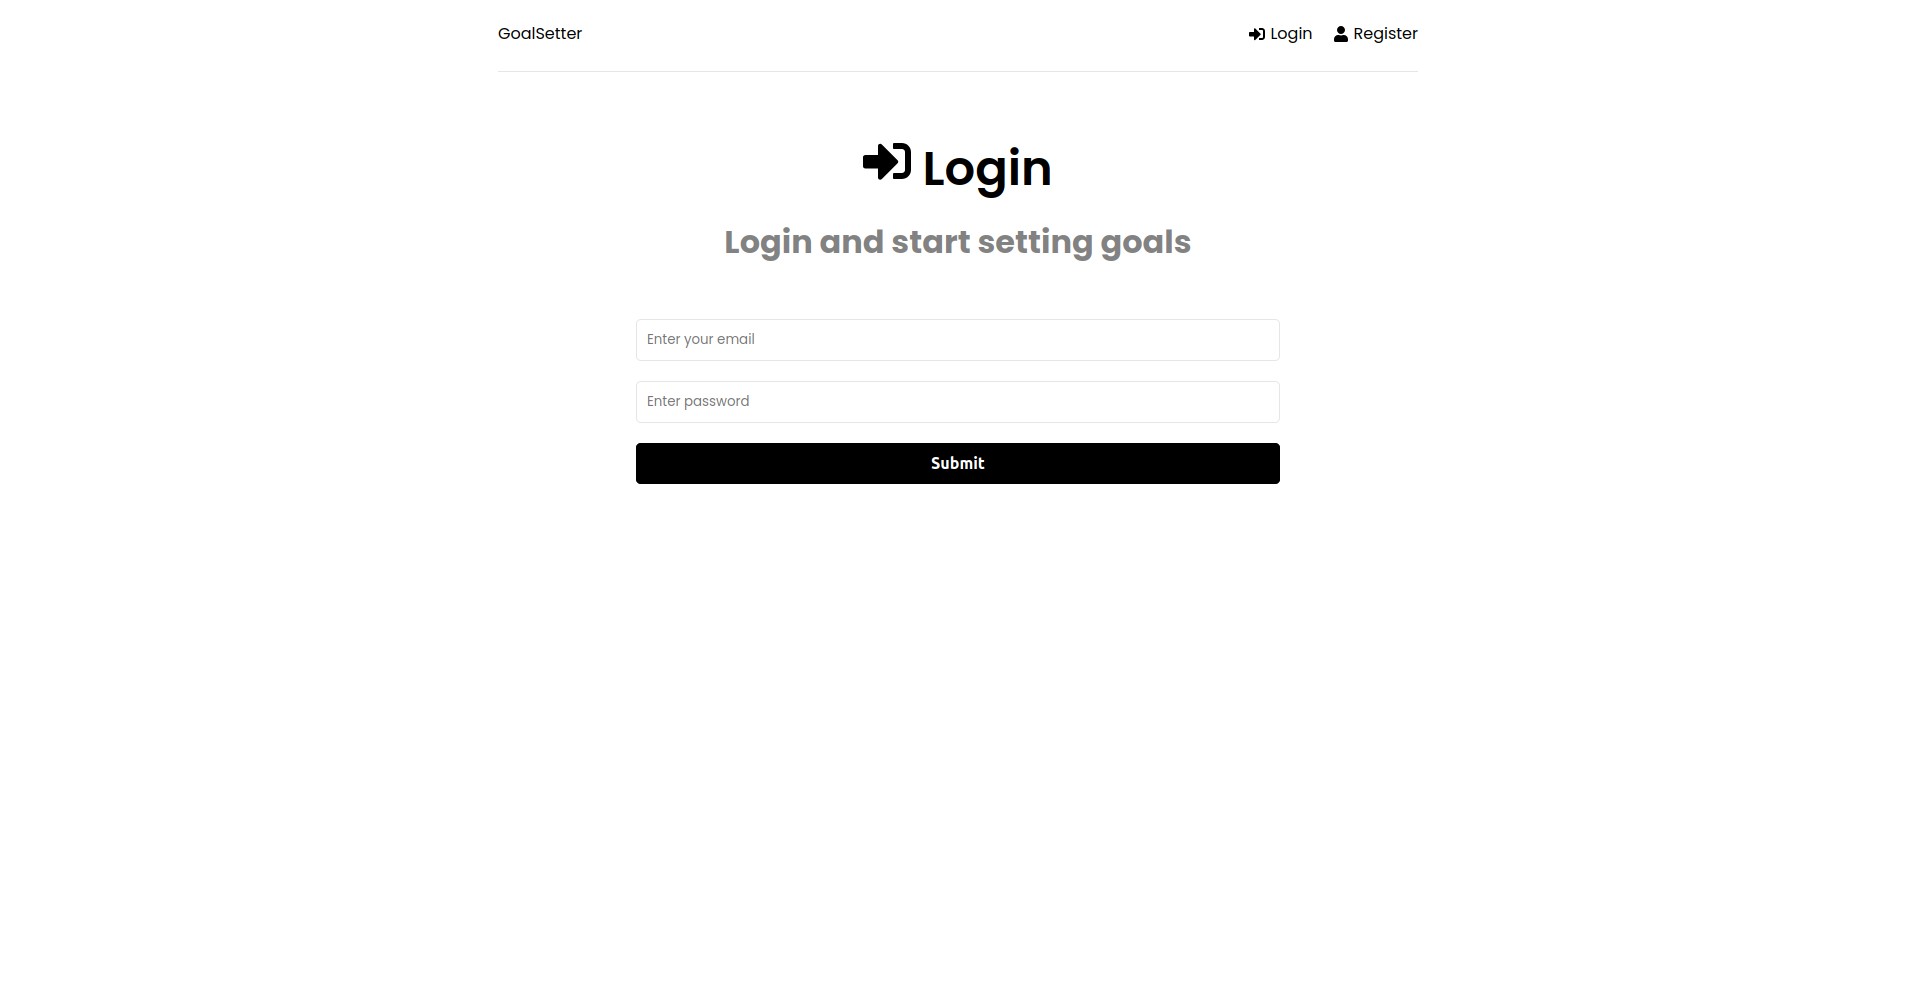 GoalSetter
Login Register
Login
Login and start setting goals
Enter your email
Enter password
Submit